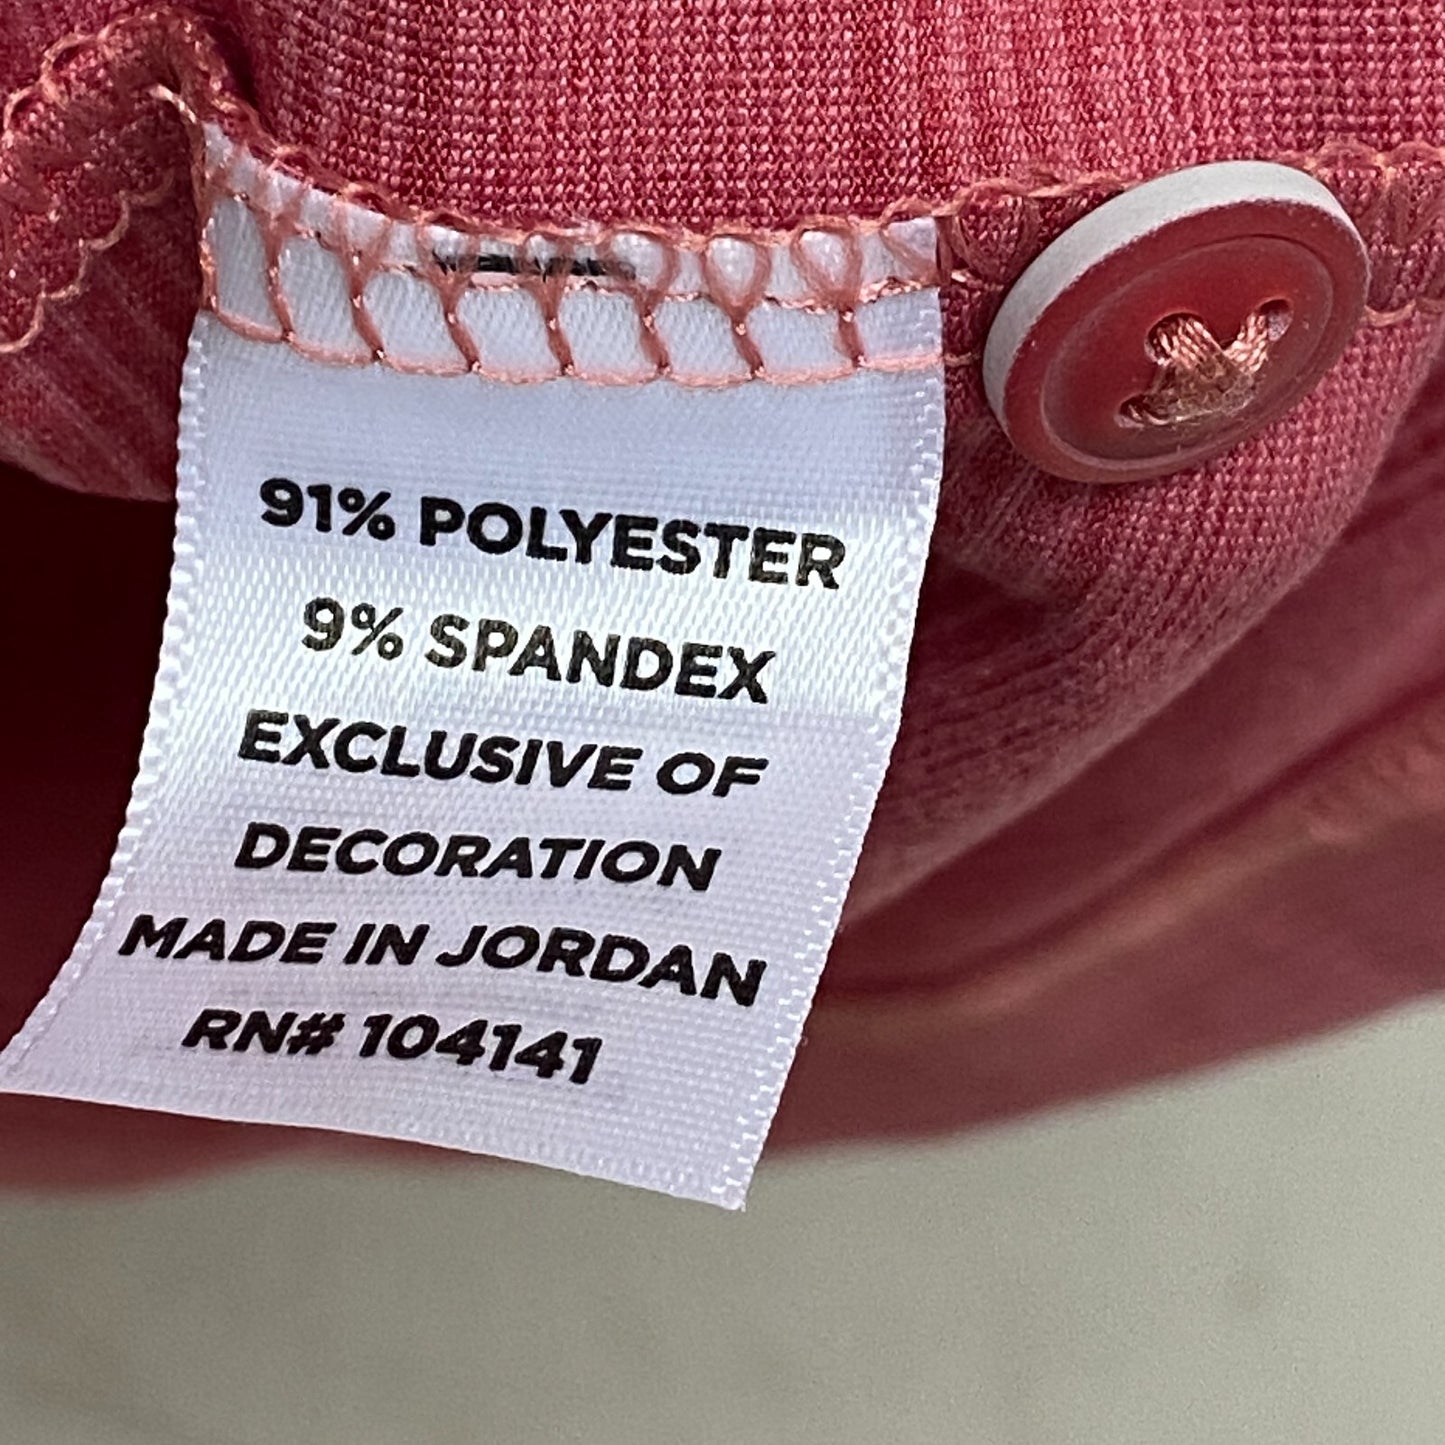 91% POLYESTER
9% SPANDEX
EXCLUSIVE OF
DECORATION
MADE IN JORDAN
RN# 104141